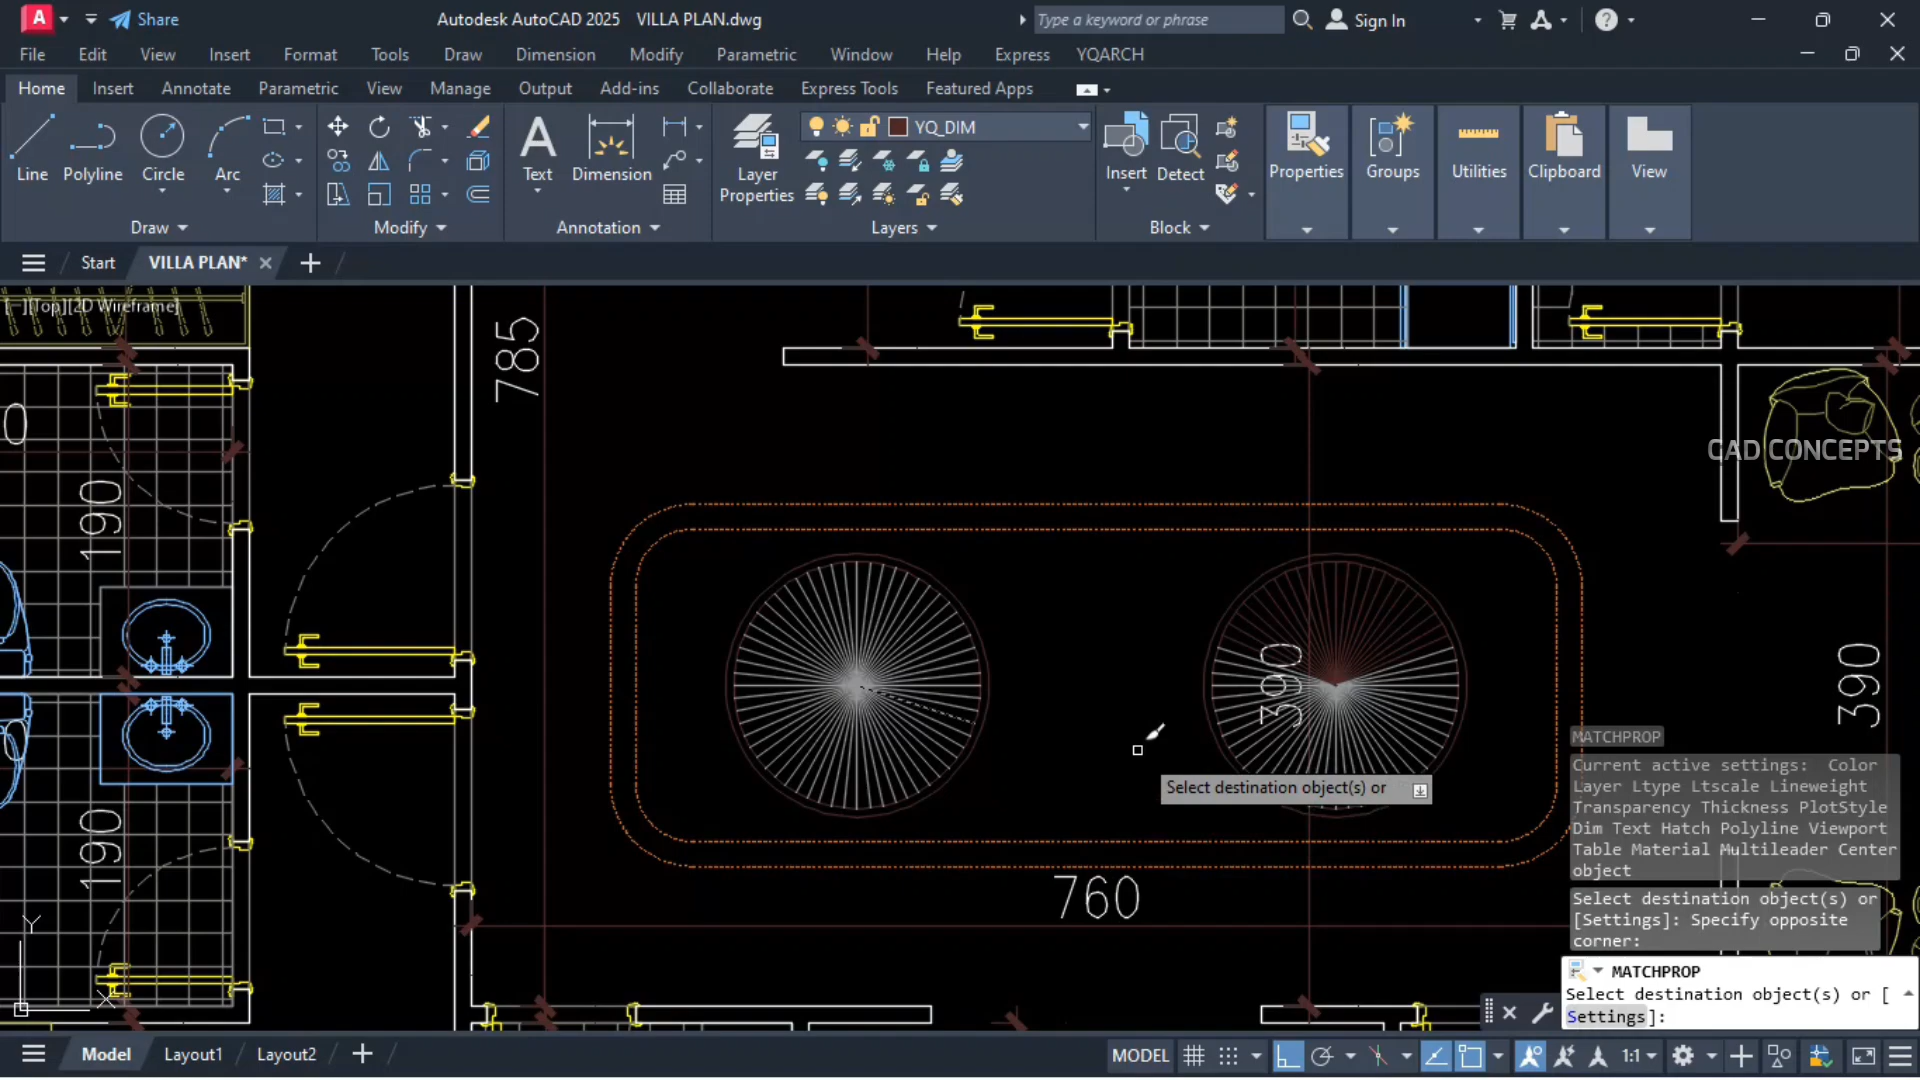 Share
Autodesk AutoCAD 2025 VILLA PLAN.dwg
Type a keyword or phrase
Sign In
File Edit View Insert Format Tools Draw Dimension Modify Parametric Window Help Express YQARCH
Home Insert Annotate Parametric View Manage Output Add-ins Collaborate Express Tools Featured Apps
Line Polyline Circle Arc
Text Dimension
Layer Properties
YQ_DIM
Insert Detect
Properties Groups Utilities Clipboard View
Draw Modify Annotation Layers Block
Start VILLA PLAN*
[−][Top][2D Wireframe]
785
0
190
190
CAD CONCEPTS
390
390
760
Select destination object(s) or
MATCHPROP
Current active settings: Color
Layer Ltype Ltscale Lineweight
Transparency Thickness PlotStyle
Dim Text Hatch Polyline Viewport
Table Material Multileader Center
object
Select destination object(s) or
[Settings]: Specify opposite
corner:
MATCHPROP
Select destination object(s) or [
Settings]:
Y
X
Model Layout1 Layout2
MODEL
1:1